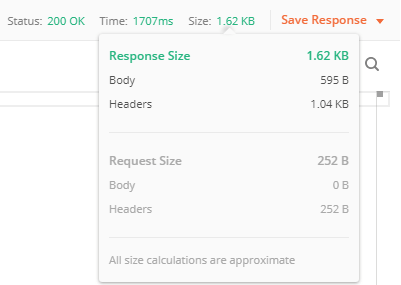 Status: 200 OK Time: 1707ms Size: 1.62 KB Save Response
Response Size 1.62 KB
Body 595 B
Headers 1.04 KB
Request Size 252 B
Body 0 B
Headers 252 B
All size calculations are approximate